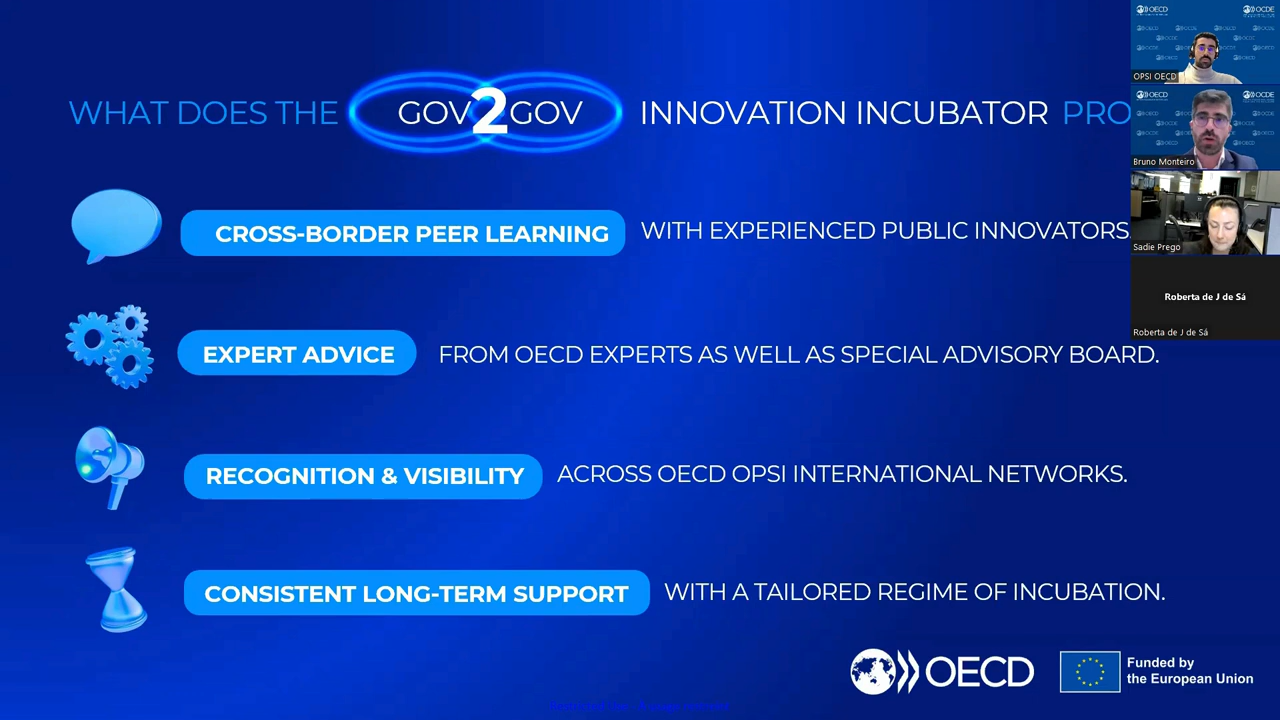 WHAT DOES THE GOV2GOV INNOVATION INCUBATOR PRO
CROSS-BORDER PEER LEARNING WITH EXPERIENCED PUBLIC INNOVATORS.
EXPERT ADVICE FROM OECD EXPERTS AS WELL AS SPECIAL ADVISORY BOARD.
RECOGNITION & VISIBILITY ACROSS OECD OPSI INTERNATIONAL NETWORKS.
CONSISTENT LONG-TERM SUPPORT WITH A TAILORED REGIME OF INCUBATION.
OECD
Funded by
the European Union
OECD OCDE
OPSI OECD
OECD
Bruno Monteiro
Sadie Prego
Roberta de J de Sá
Roberta de J de Sá